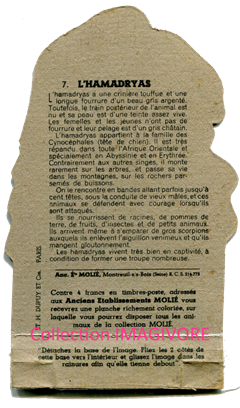 7. L'HAMADRYAS
L'hamadryas a une crinière touffue et une
longue fourrure d'un beau gris argenté.
Toutefois, le train postérieur de l'animal est
nu et sa peau est d'une teinte assez vive.
Les femelles et les jeunes n'ont pas de
fourrure et leur pelage est d'un gris châtain.
L'hamadryas appartient à la famille des
Cynocéphales (tête de chien). Il est très
répandu dans toute l'Afrique Orientale et
spécialement en Abyssinie et en Erythrée.
Contrairement aux autres singes, il monte
rarement sur les arbres, et passe sa vie
dans les montagnes, sur les rochers par-
semés de buissons.
On le rencontre en bandes allant parfois jusqu'à
cent têtes, sous la conduite de vieux mâles, et ces
animaux se défendent avec courage lorsqu'ils
sont attaqués.
Ils se nourrissent de racines, de pommes de
terre, de fruits, d'insectes et de petits animaux.
Ils arrivent même à s'emparer de gros scorpions
auxquels ils enlèvent l'aiguillon venimeux et qu'ils
mangent gloutonnement.
Les hamadryas vivent très bien en captivité, à
condition de former une troupe nombreuse.
Anc. Éts MOLIÉ, Montreuil-s/s-Bois (Seine) R. C. S.
Contre 4 francs en timbres-poste, adressés
aux Anciens Etablissements MOLIÉ vous
recevrez une planche richement coloriée, sur
laquelle vous pourrez disposer tous les ani-
maux de la collection MOLIÉ.
Collection IMAGIVORE
"Détachez la base de l'image. Pliez les 2 côtés de
cette base vers l'intérieur et glissez l'image dans les
rainures afin qu'elle tienne debout"
H. DUPUY ET Cie. PARIS